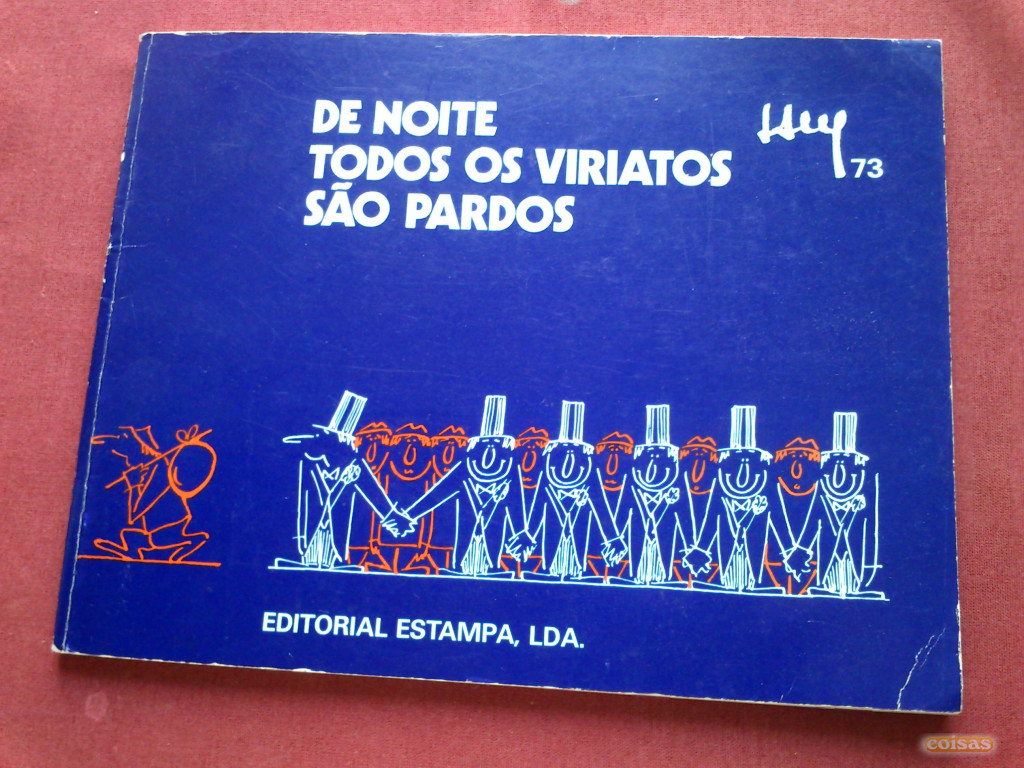 DE NOITE
TODOS OS VIRIATOS
SÃO PARDOS
73
EDITORIAL ESTAMPA, LDA.
coisas